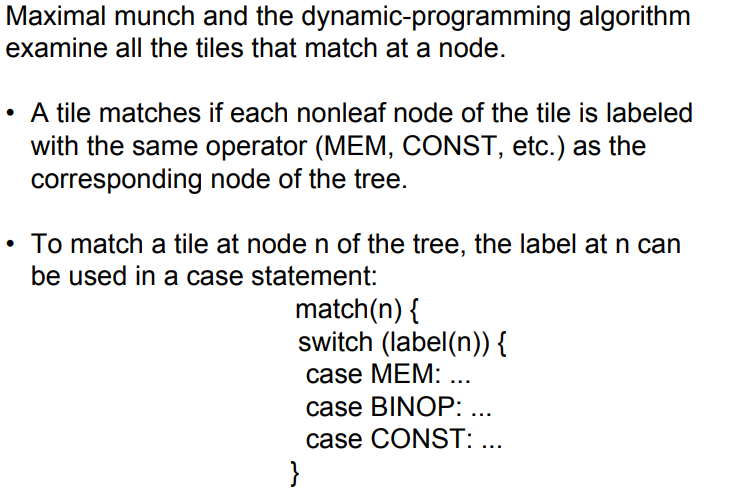 Maximal munch and the dynamic-programming algorithm
examine all the tiles that match at a node.
• A tile matches if each nonleaf node of the tile is labeled
with the same operator (MEM, CONST, etc.) as the
corresponding node of the tree.
• To match a tile at node n of the tree, the label at n can
be used in a case statement:
match(n) {
switch (label(n)) {
case MEM: ...
case BINOP: ...
case CONST: ...
}